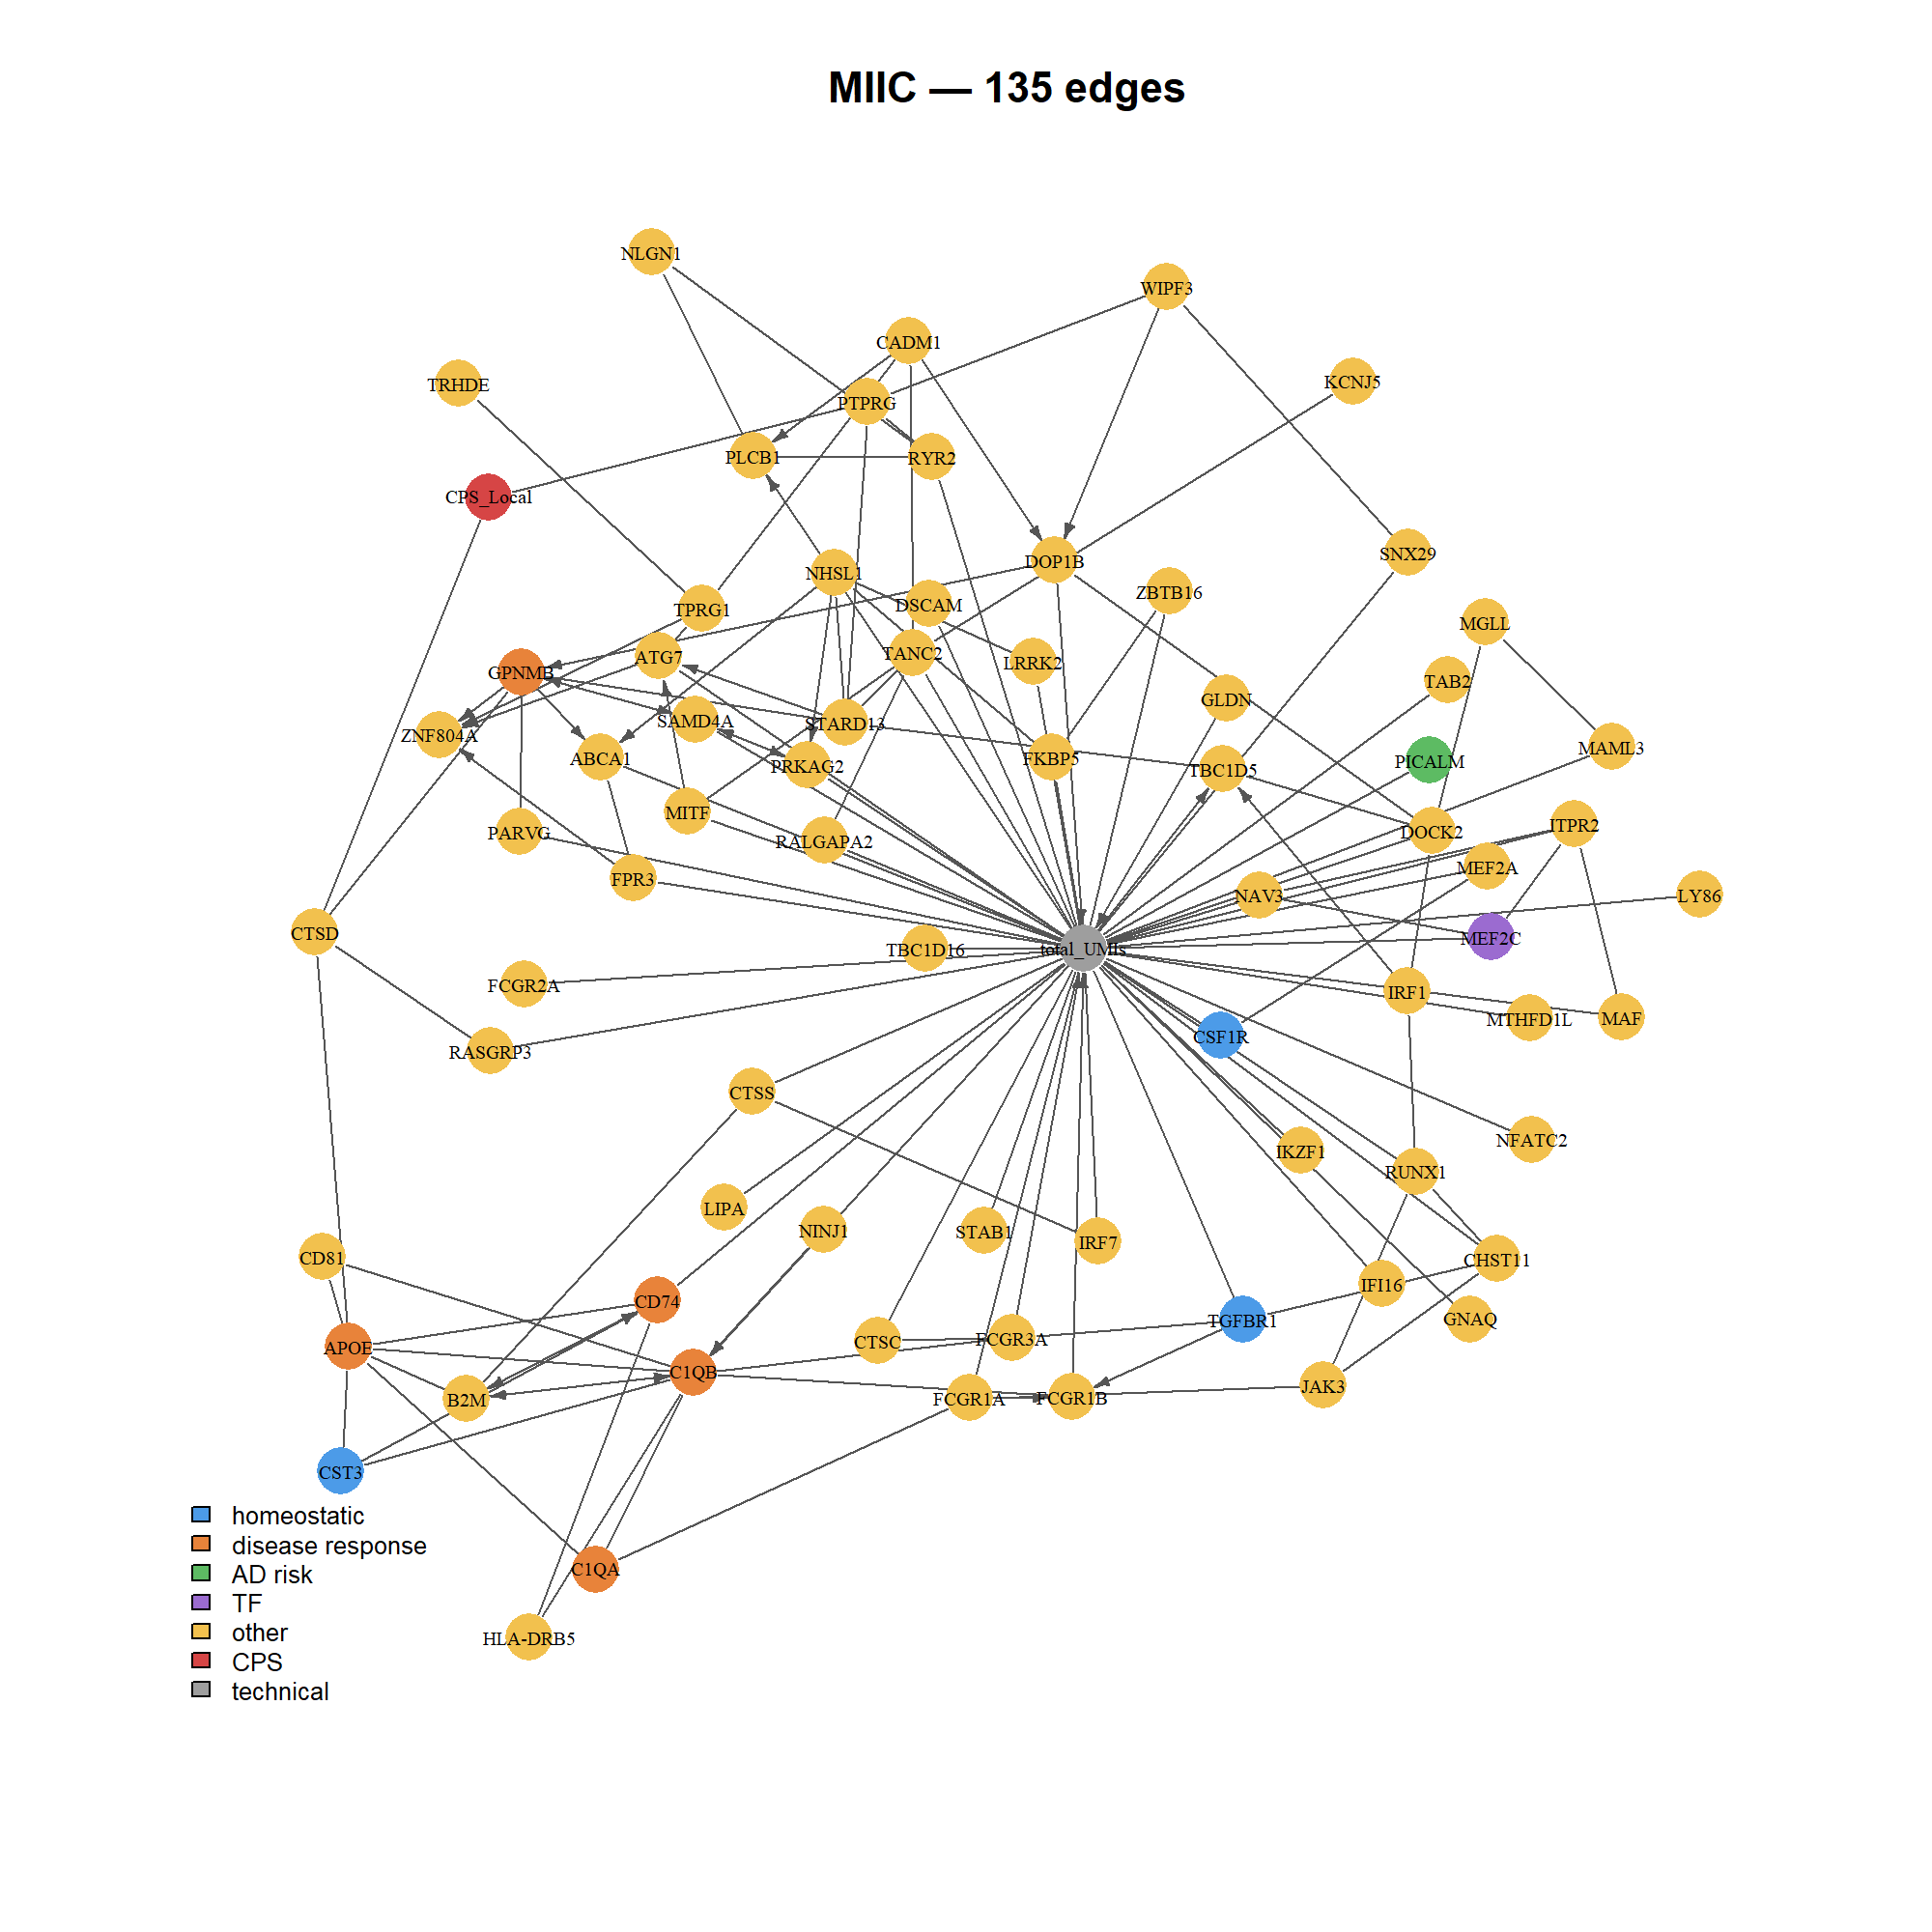 MIIC — 135 edges
NLGN1
WIPF3
CADM1
TRHDE
KCNJ5
PTPRG
PLCB1
RYR2
CPS_Local
SNX29
DOP1B
NHSL1
ZBTB16
DSCAM
TPRG1
MGLL
TANC2
ATG7
LRRK2
GPNMB
TAB2
GLDN
SAMD4A
STARD13
ZNF804A
MAML3
ABCA1
FKBP5
PICALM
PRKAG2
TBC1D5
MITF
PARVG
DOCK2
ITPR2
RALGAPA2
MEF2A
FPR3
NAV3
LY86
CTSD
MEF2C
TBC1D16
total_UMIs
FCGR2A
IRF1
MTHFD1L
MAF
CSF1R
RASGRP3
CTSS
NFATC2
IKZF1
RUNX1
LIPA
NINJ1
STAB1
IRF7
CD81
CHST11
IFI16
CD74
TGFBR1
GNAQ
APOE
CTSC
FCGR3A
C1QB
JAK3
B2M
FCGR1A
FCGR1B
CST3
homeostatic
disease response
C1QA
AD risk
TF
other
HLA-DRB5
CPS
technical